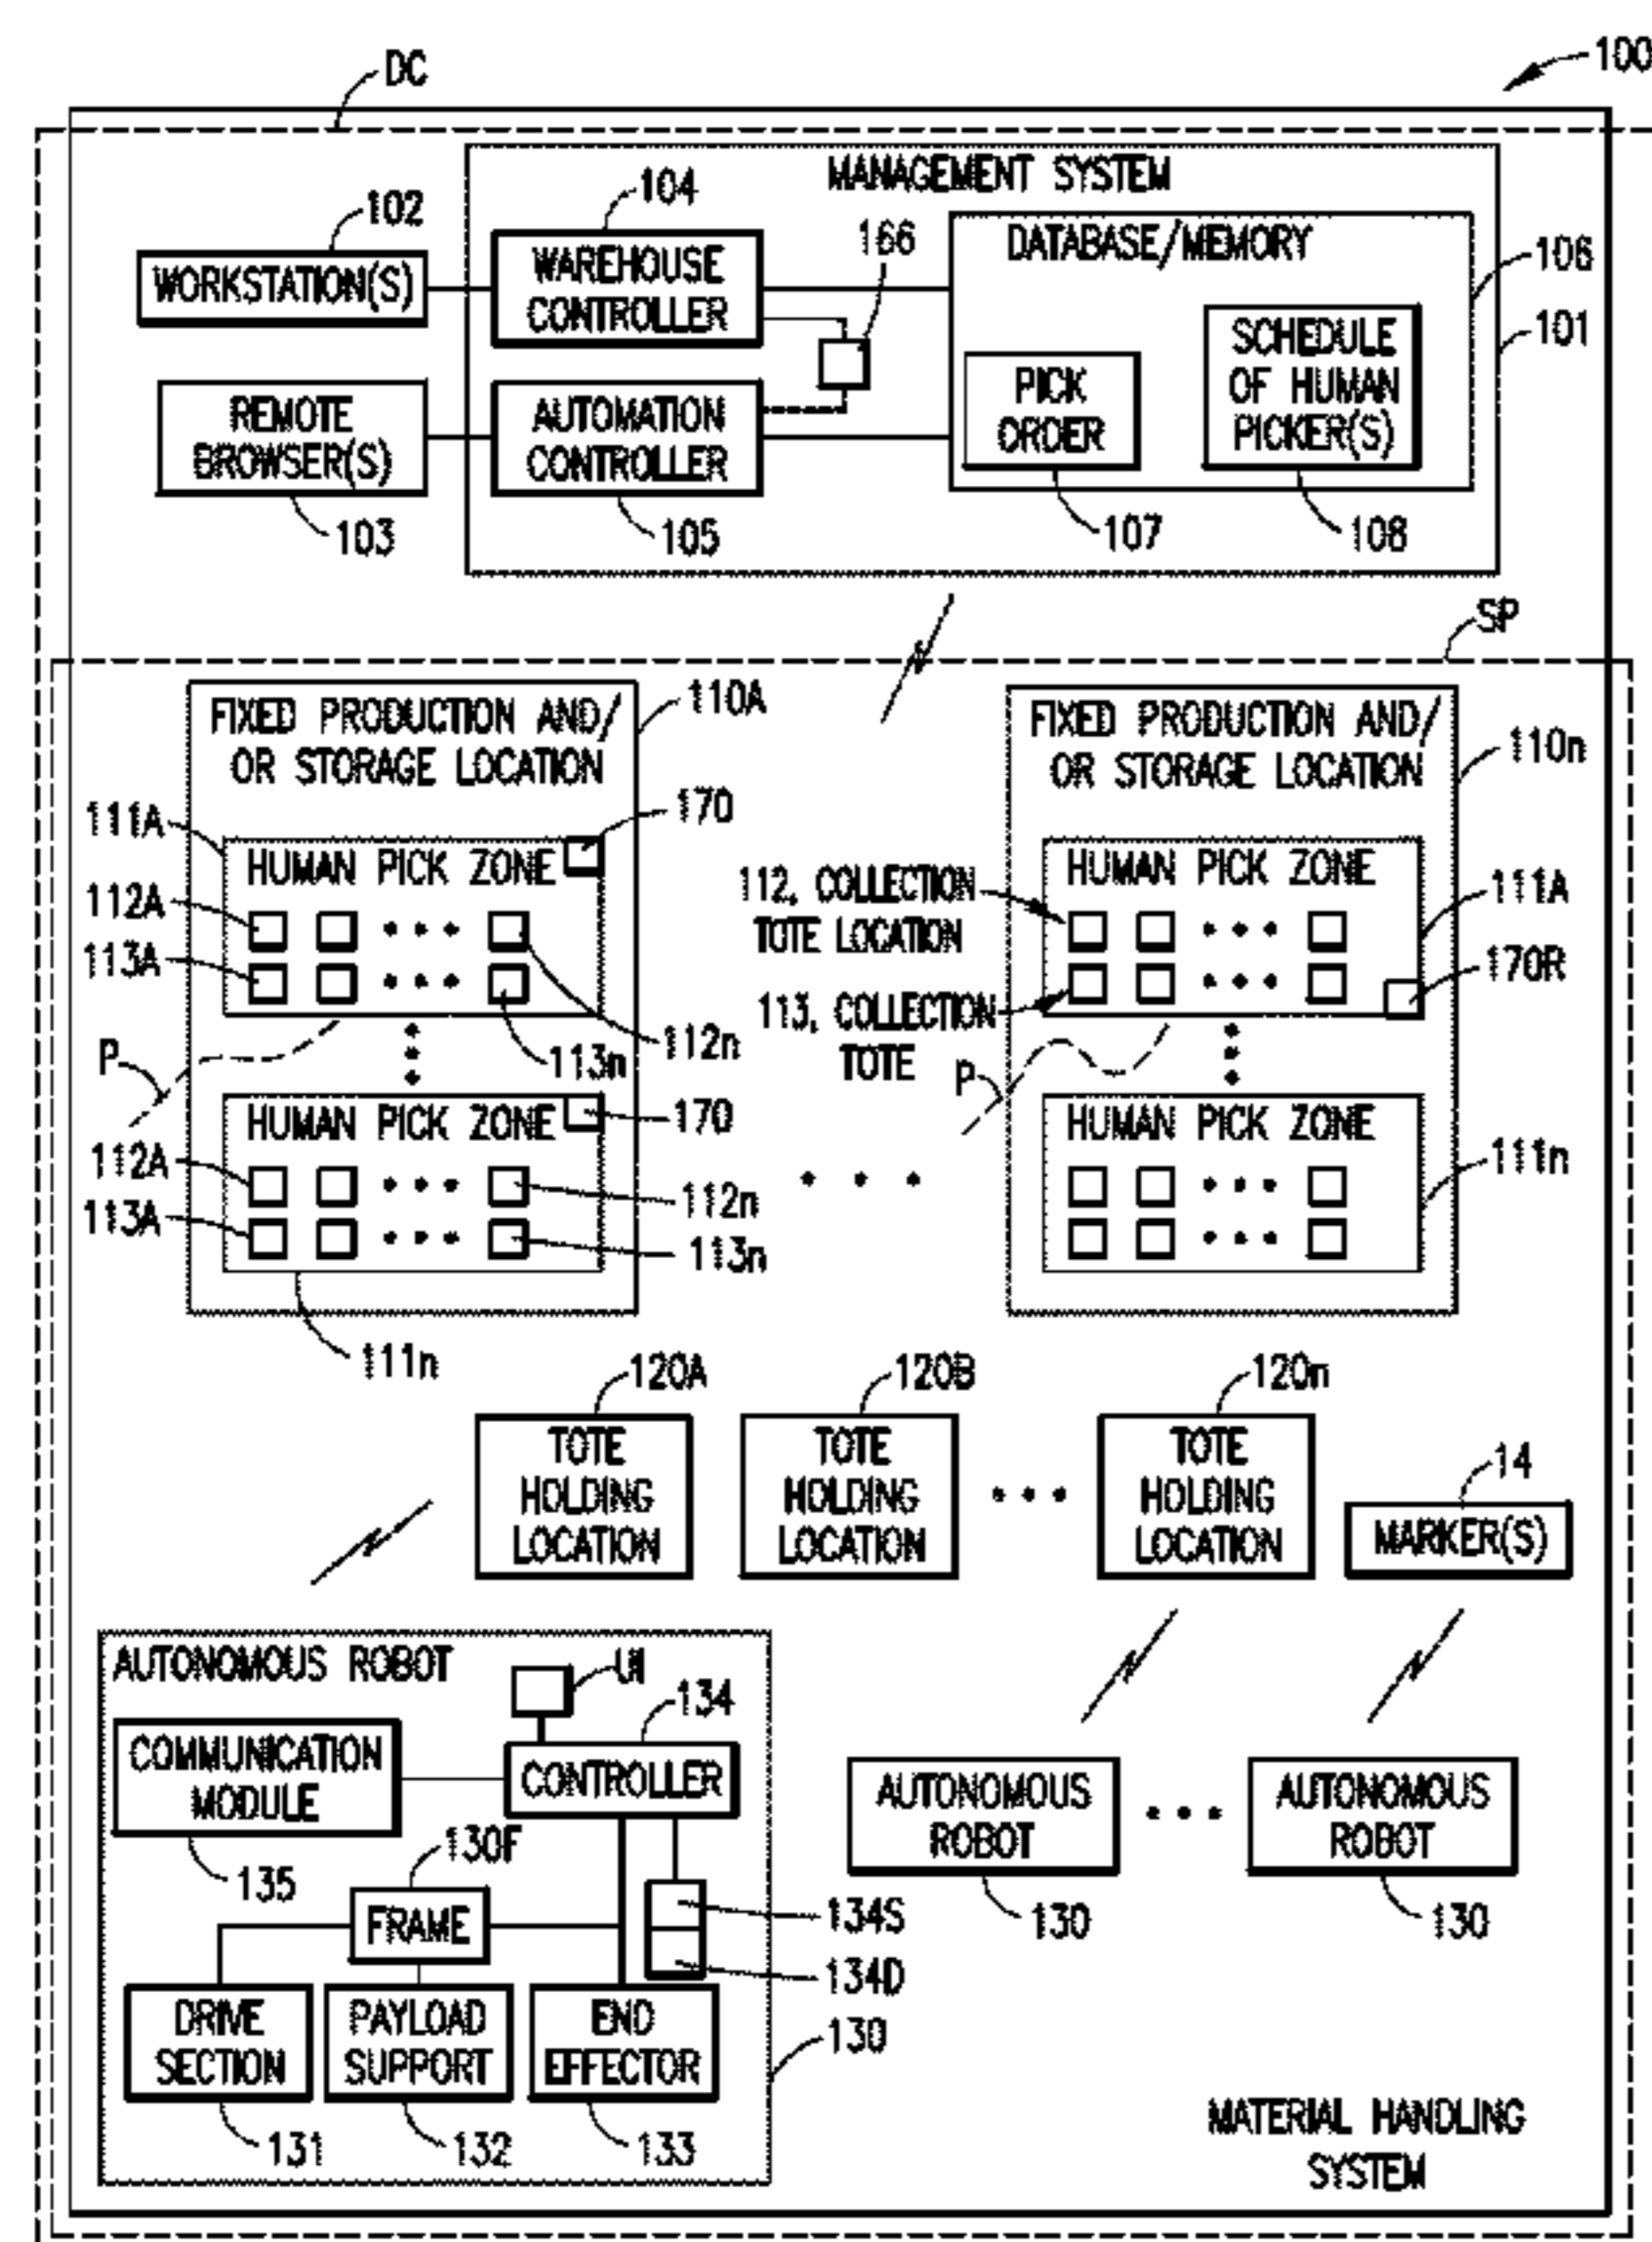 100
DC
MANAGEMENT SYSTEM
102
104
166
DATABASE/MEMORY
106
WORKSTATION(S)
WAREHOUSE
CONTROLLER
101
SCHEDULE
OF HUMAN
PICKER(S)
PICK
ORDER
REMOTE
BROWSER(S)
AUTOMATION
CONTROLLER
103
105
107
108
SP
FIXED PRODUCTION AND/
OR STORAGE LOCATION
110A
FIXED PRODUCTION AND/
OR STORAGE LOCATION
110n
111A
170
HUMAN PICK ZONE
112, COLLECTION
TOTE LOCATION
HUMAN PICK ZONE
111A
112A
113A
170R
113, COLLECTION
TOTE
P
113n
112n
P
HUMAN PICK ZONE
170
HUMAN PICK ZONE
112A
112n
111n
113A
113n
111n
120A
120B
120n
TOTE
HOLDING
LOCATION
TOTE
HOLDING
LOCATION
TOTE
HOLDING
LOCATION
14
MARKER(S)
AUTONOMOUS ROBOT
UI
134
COMMUNICATION
MODULE
CONTROLLER
AUTONOMOUS
ROBOT
AUTONOMOUS
ROBOT
135
130F
FRAME
134S
134D
130
130
DRIVE
SECTION
PAYLOAD
SUPPORT
END
EFFECTOR
130
131
132
133
MATERIAL HANDLING
SYSTEM